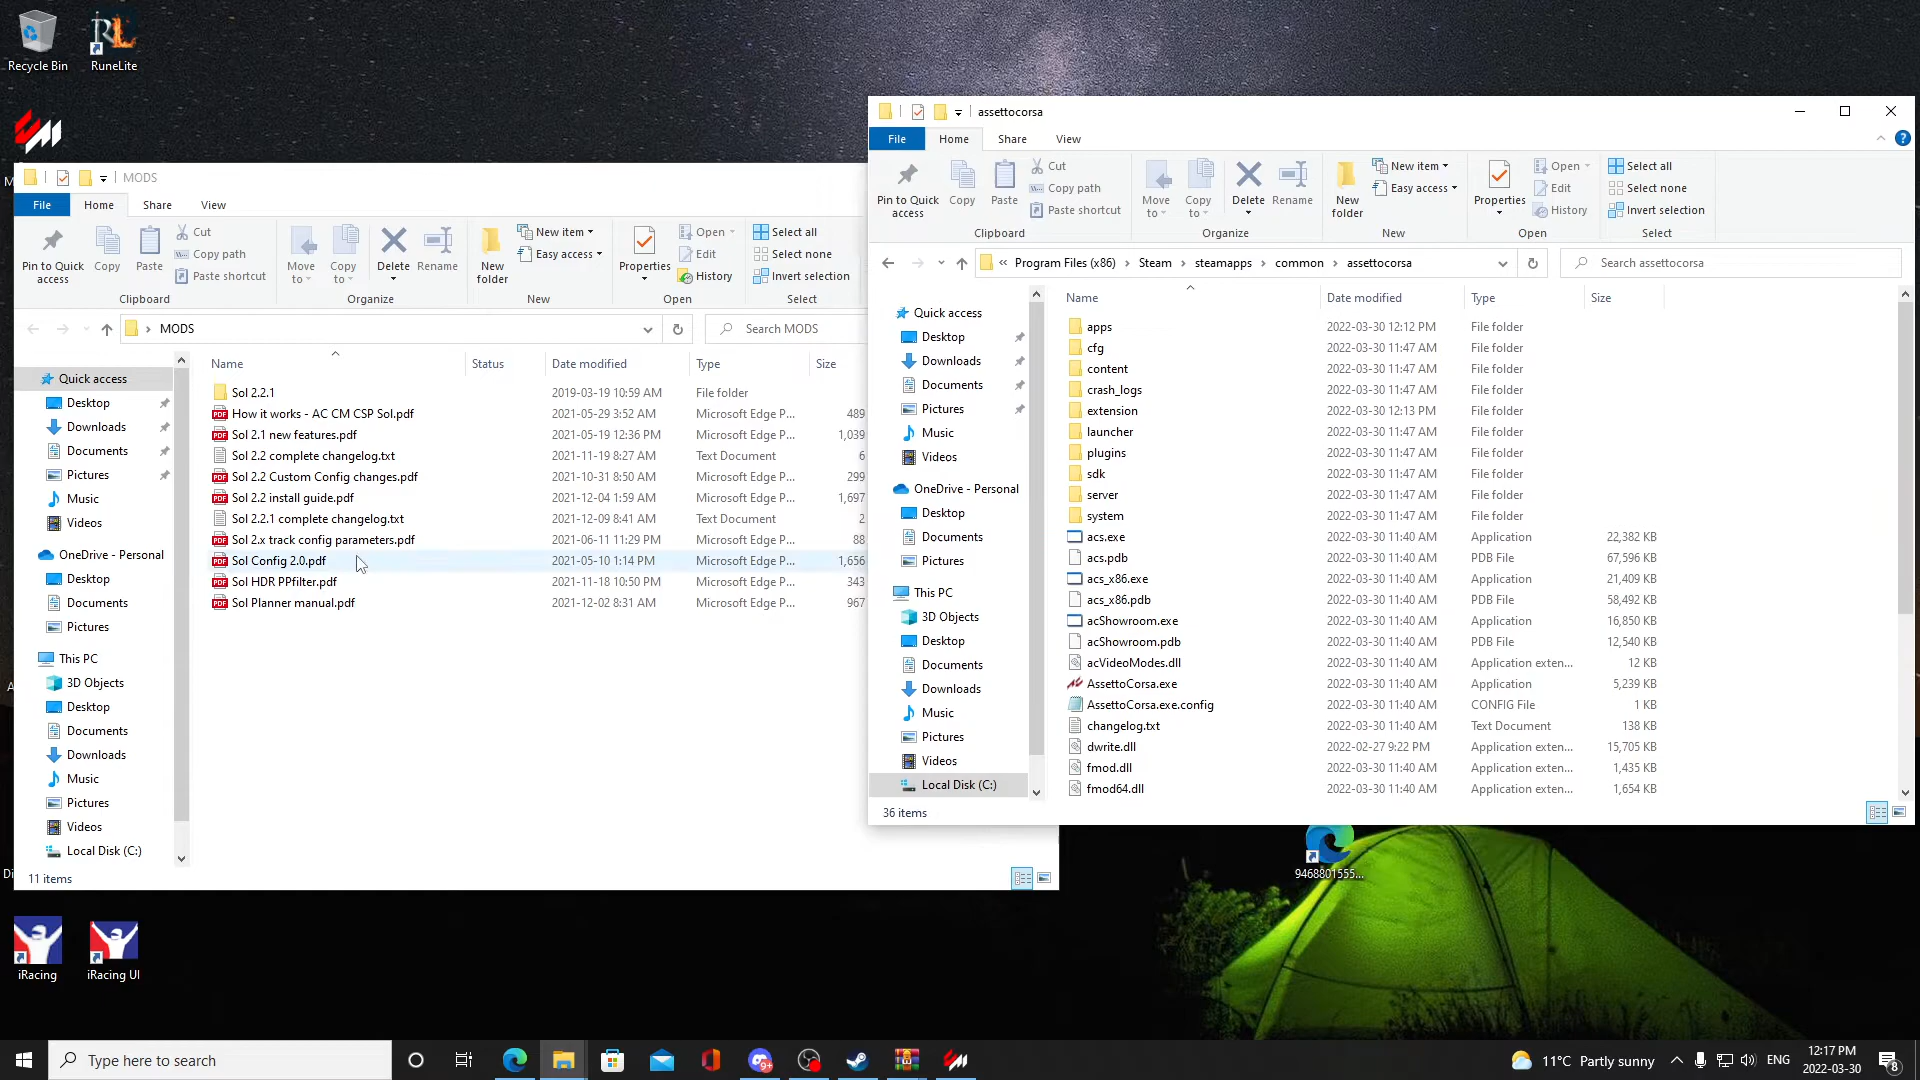 Recycle Bin
RuneLite
MODS
File
Home
Share
View
Pin to Quick access
Copy
Paste
Cut
Copy path
Paste shortcut
Clipboard
Move to
Copy to
Delete
Rename
Organize
New folder
New item
Easy access
New
Properties
Open
Edit
History
Open
Select all
Select none
Invert selection
Select
MODS
Search MODS
Name Status Date modified Type Size
Sol 2.2.1 2019-03-19 10:59 AM File folder
How it works - AC CM CSP Sol.pdf 2021-05-29 3:52 AM Microsoft Edge P... 489
Sol 2.1 new features.pdf 2021-05-19 12:36 PM Microsoft Edge P... 1,039
Sol 2.2 complete changelog.txt 2021-11-19 8:27 AM Text Document 6
Sol 2.2 Custom Config changes.pdf 2021-10-31 8:50 AM Microsoft Edge P... 299
Sol 2.2 install guide.pdf 2021-12-04 1:59 AM Microsoft Edge P... 1,697
Sol 2.2.1 complete changelog.txt 2021-12-09 8:41 AM Text Document 2
Sol 2.x track config parameters.pdf 2021-06-11 11:29 PM Microsoft Edge P... 88
Sol Config 2.0.pdf 2021-05-10 1:14 PM Microsoft Edge P... 1,656
Sol HDR PPfilter.pdf 2021-11-18 10:50 PM Microsoft Edge P... 343
Sol Planner manual.pdf 2021-12-02 8:31 AM Microsoft Edge P... 967
Quick access
Desktop
Downloads
Documents
Pictures
Music
Videos
OneDrive - Personal
Desktop
Documents
Pictures
This PC
3D Objects
Desktop
Documents
Downloads
Music
Pictures
Videos
Local Disk (C:)
11 items
assettocorsa
File
Home
Share
View
Pin to Quick access
Copy
Paste
Cut
Copy path
Paste shortcut
Clipboard
Move to
Copy to
Delete
Rename
Organize
New folder
New item
Easy access
New
Properties
Open
Edit
History
Open
Select all
Select none
Invert selection
Select
« Program Files (x86) › Steam › steamapps › common › assettocorsa
Search assettocorsa
Name Date modified Type Size
apps 2022-03-30 12:12 PM File folder
cfg 2022-03-30 11:47 AM File folder
content 2022-03-30 11:47 AM File folder
crash_logs 2022-03-30 11:47 AM File folder
extension 2022-03-30 12:13 PM File folder
launcher 2022-03-30 11:47 AM File folder
plugins 2022-03-30 11:47 AM File folder
sdk 2022-03-30 11:47 AM File folder
server 2022-03-30 11:47 AM File folder
system 2022-03-30 11:47 AM File folder
acs.exe 2022-03-30 11:40 AM Application 22,382 KB
acs.pdb 2022-03-30 11:40 AM PDB File 67,596 KB
acs_x86.exe 2022-03-30 11:40 AM Application 21,409 KB
acs_x86.pdb 2022-03-30 11:40 AM PDB File 58,492 KB
acShowroom.exe 2022-03-30 11:40 AM Application 16,850 KB
acShowroom.pdb 2022-03-30 11:40 AM PDB File 12,540 KB
acVideoModes.dll 2022-03-30 11:40 AM Application exten... 12 KB
AssettoCorsa.exe 2022-03-30 11:40 AM Application 5,239 KB
AssettoCorsa.exe.config 2022-03-30 11:40 AM CONFIG File 1 KB
changelog.txt 2022-03-30 11:40 AM Text Document 138 KB
dwrite.dll 2022-02-27 9:22 PM Application exten... 15,705 KB
fmod.dll 2022-03-30 11:40 AM Application exten... 1,435 KB
fmod64.dll 2022-03-30 11:40 AM Application exten... 1,654 KB
Quick access
Desktop
Downloads
Documents
Pictures
Music
Videos
OneDrive - Personal
Desktop
Documents
Pictures
This PC
3D Objects
Desktop
Documents
Downloads
Music
Pictures
Videos
Local Disk (C:)
36 items
9468801555...
iRacing
iRacing UI
Type here to search
9+
11°C Partly sunny
ENG
12:17 PM
2022-03-30
8